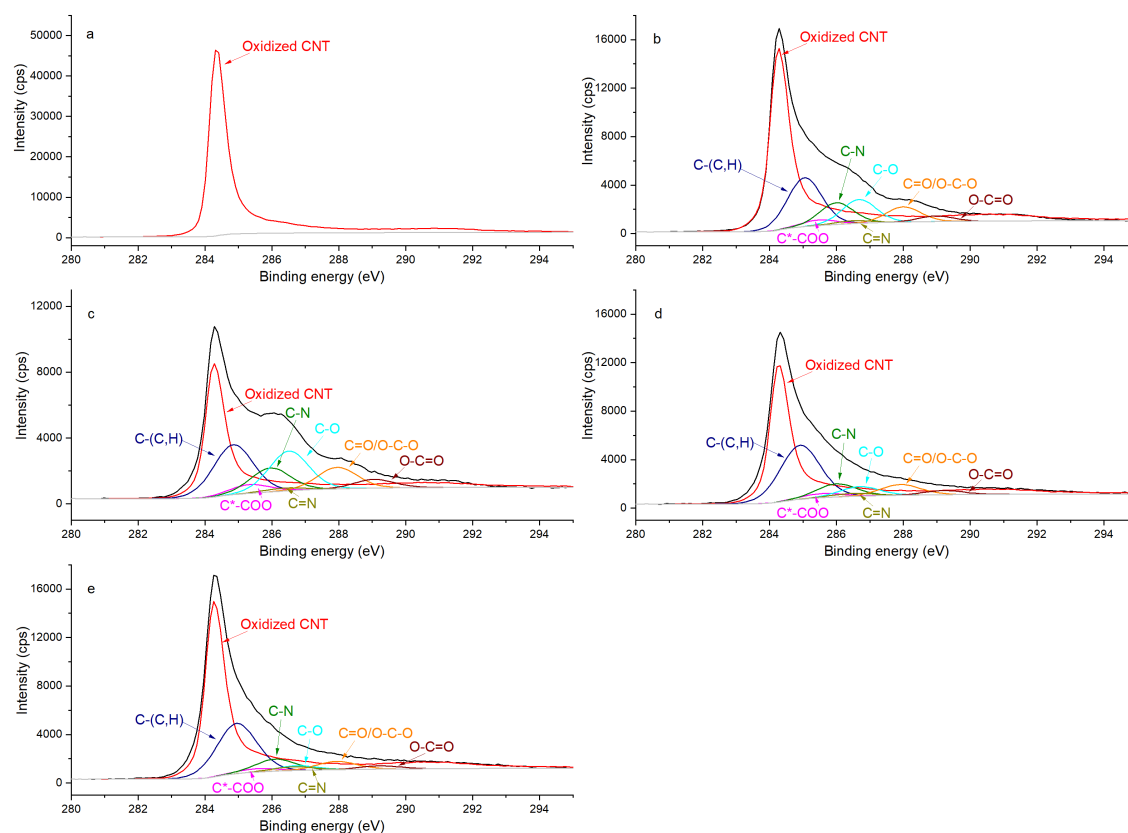 a
Oxidized CNT
50000
40000
30000
20000
10000
0
Intensity (cps)
280 282 284 286 288 290 292 294
Binding energy (eV)
b
Oxidized CNT
C-(C,H)
C-N
C-O
C=O/O-C-O
O-C=O
C*-COO
C=N
16000
12000
8000
4000
0
Intensity (cps)
280 282 284 286 288 290 292 294
Binding energy (eV)
c
Oxidized CNT
C-N
C-O
C-(C,H)
C=O/O-C-O
O-C=O
C*-COO
C=N
12000
8000
4000
0
Intensity (cps)
280 282 284 286 288 290 292 294
Binding energy (eV)
d
Oxidized CNT
C-(C,H)
C-N
C-O
C=O/O-C-O
O-C=O
C*-COO
C=N
16000
12000
8000
4000
0
Intensity (cps)
280 282 284 286 288 290 292 294
Binding energy (eV)
e
Oxidized CNT
C-(C,H)
C-N
C-O
C=O/O-C-O
O-C=O
C*-COO
C=N
16000
12000
8000
4000
0
Intensity (cps)
280 282 284 286 288 290 292 294
Binding energy (eV)